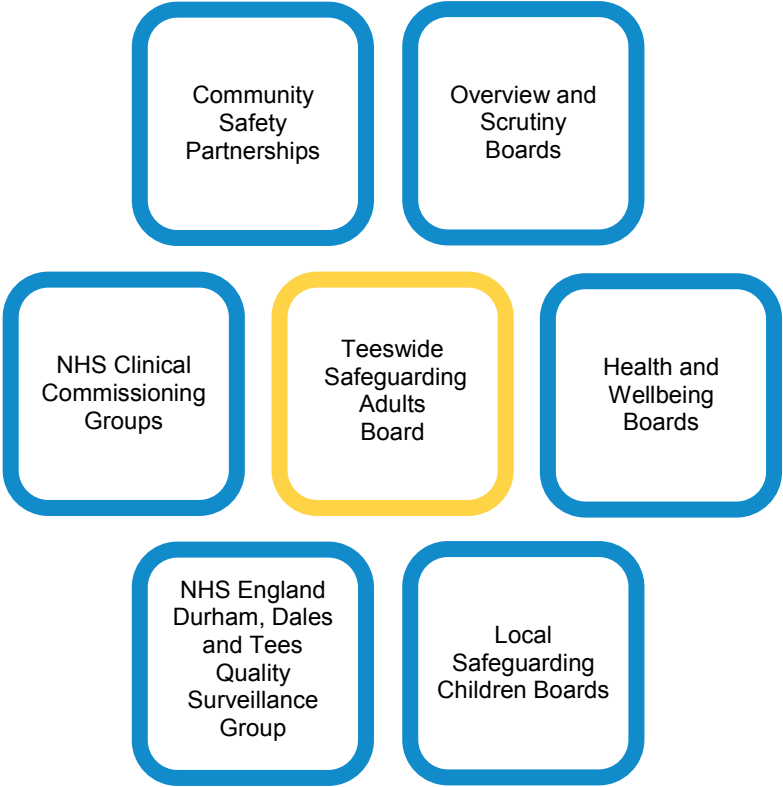 Community
Safety
Partnerships
Overview and
Scrutiny
Boards
NHS Clinical
Commissioning
Groups
Teeswide
Safeguarding
Adults
Board
Health and
Wellbeing
Boards
NHS England
Durham, Dales
and Tees
Quality
Surveillance
Group
Local
Safeguarding
Children Boards